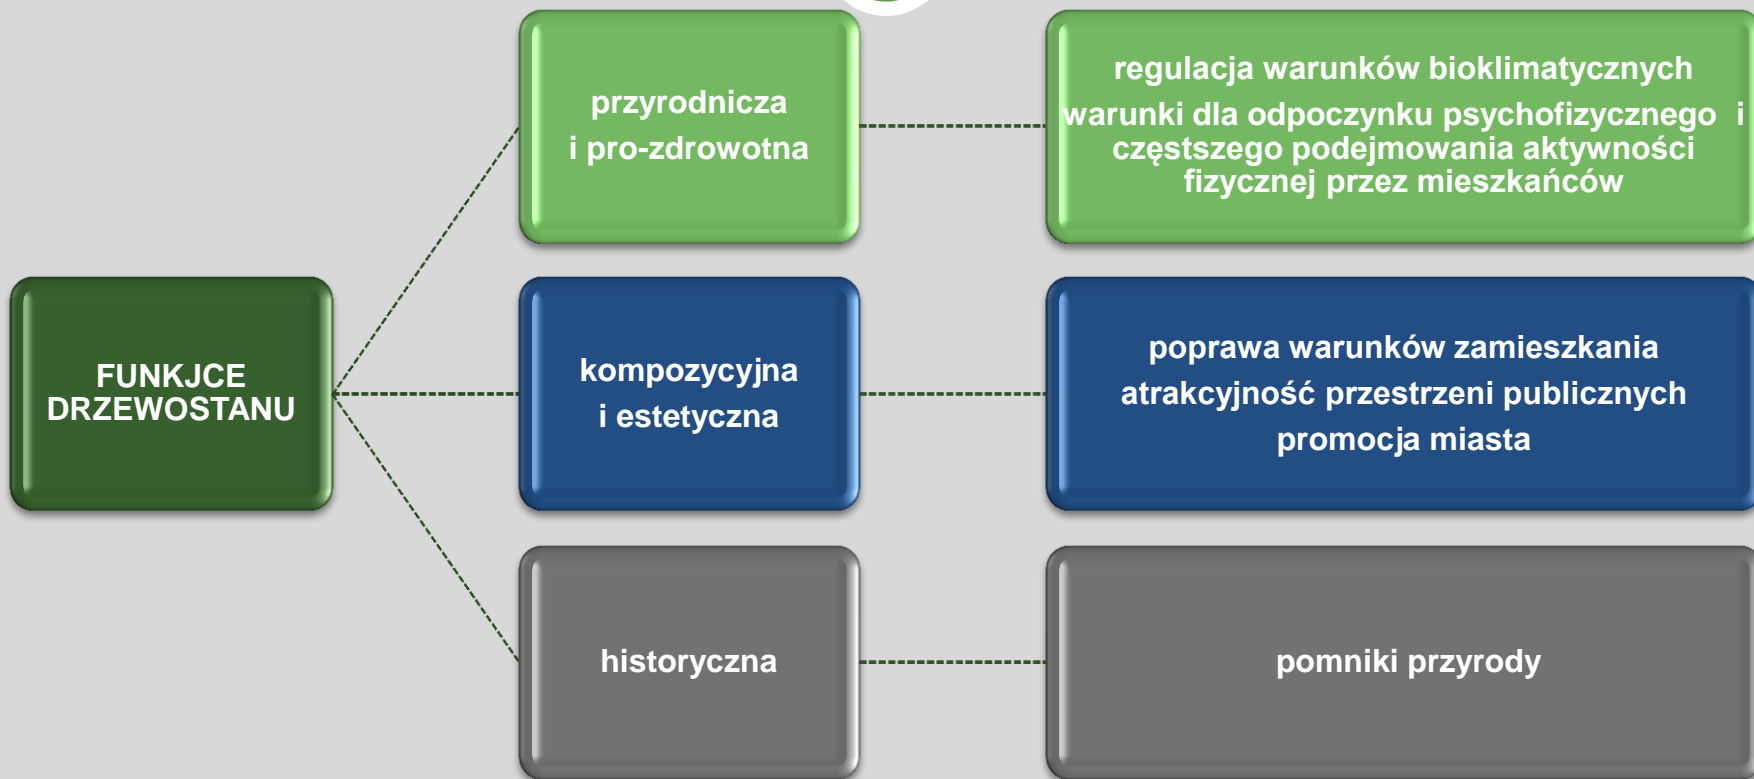 FUNKJCE
DRZEWOSTANU
przyrodnicza
i pro-zdrowotna
regulacja warunków bioklimatycznych
warunki dla odpoczynku psychofizycznego i
częstszego podejmowania aktywności
fizycznej przez mieszkańców
kompozycyjna
i estetyczna
poprawa warunków zamieszkania
atrakcyjność przestrzeni publicznych
promocja miasta
historyczna
pomniki przyrody